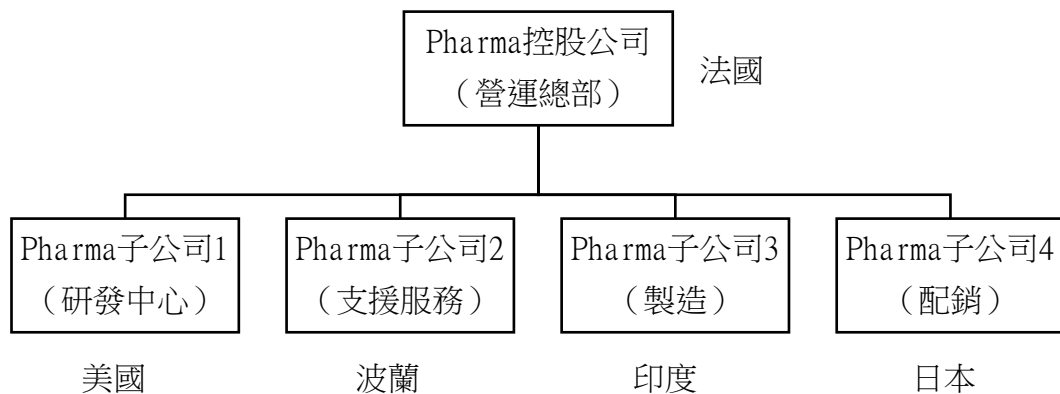 Pharma控股公司
（營運總部）
法國
Pharma子公司1
（研發中心）
Pharma子公司2
（支援服務）
Pharma子公司3
（製造）
Pharma子公司4
（配銷）
美國
波蘭
印度
日本